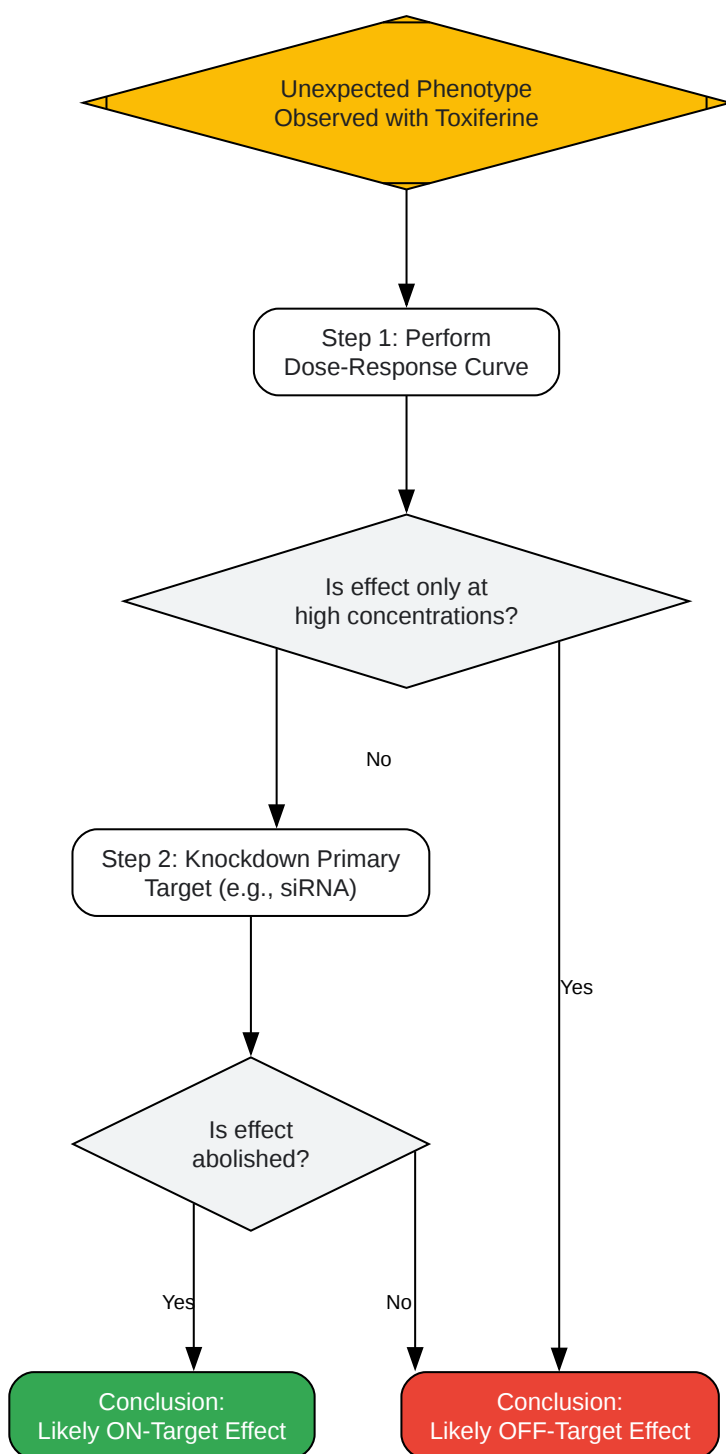 Unexpected Phenotype
Observed with Toxiferine
Step 1: Perform
Dose-Response Curve
Is effect only at
high concentrations?
No
Step 2: Knockdown Primary
Target (e.g., siRNA)
Yes
Is effect
abolished?
Yes
No
Conclusion:
Likely ON-Target Effect
Conclusion:
Likely OFF-Target Effect